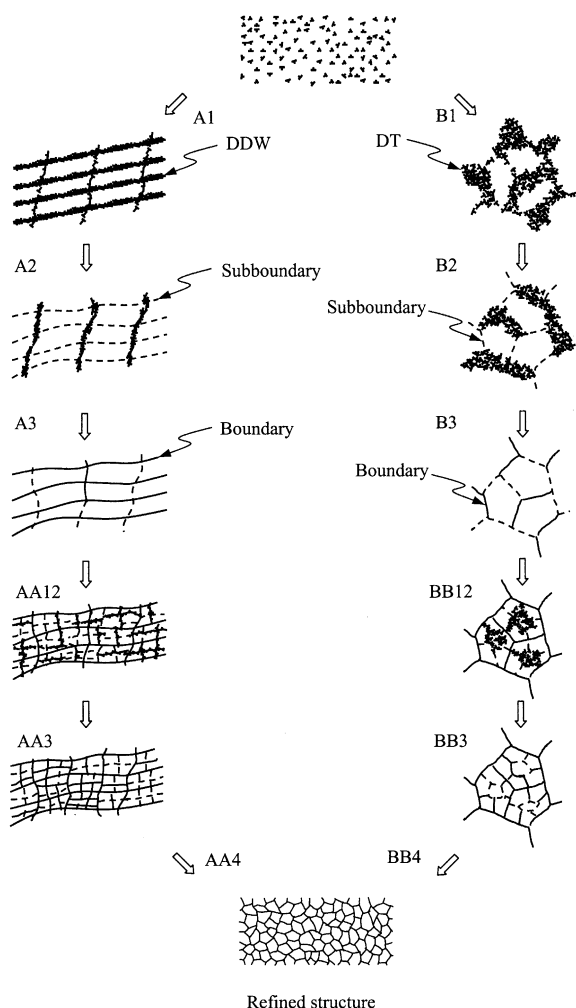 A1
B1
DDW
DT
A2
Subboundary
B2
Subboundary
A3
Boundary
B3
Boundary
AA12
BB12
AA3
BB3
AA4
BB4
Refined structure